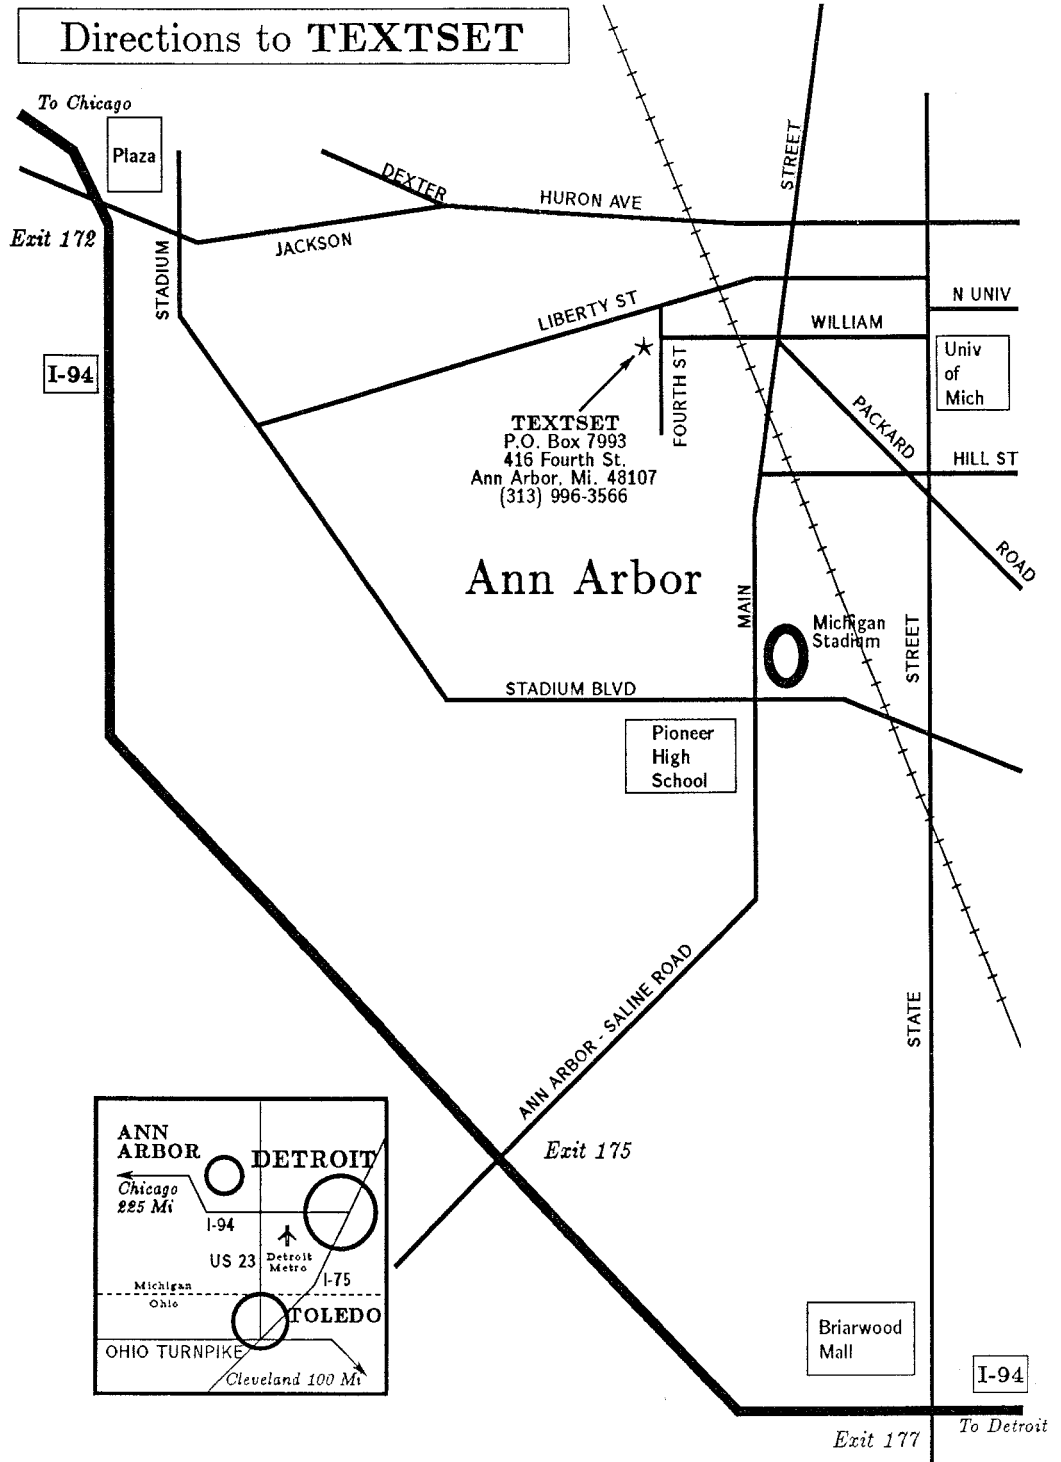 Directions to TEXTSET
To Chicago
Plaza
STREET
DEXTER
HURON AVE
Exit 172
STADIUM
JACKSON
LIBERTY ST
N UNIV
WILLIAM
I-94
Univ
of
Mich
FOURTH ST
PACKARD
ROAD
HILL ST
TEXTSET
P.O. Box 7993
416 Fourth St.
Ann Arbor, Mi. 48107
(313) 996-3566
Ann Arbor
MAIN
Michigan
Stadium
STREET
STADIUM BLVD
Pioneer
High
School
ANN ARBOR - SALINE ROAD
STATE
Exit 175
ANN
ARBOR
DETROIT
Chicago
225 Mi
I-94
US 23
Detroit
Metro
I-75
Michigan
Ohio
TOLEDO
OHIO TURNPIKE
Cleveland 100 Mi
Briarwood
Mall
I-94
To Detroit
Exit 177